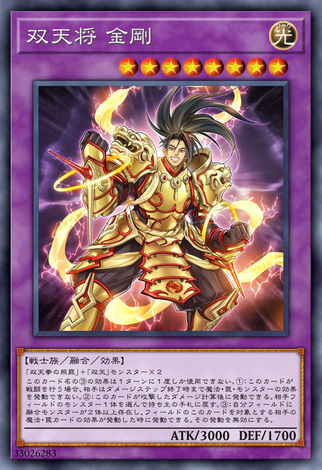 双天将 金剛
光
【戦士族／融合／効果】
「双天拳の熊羆」+「双天」モンスター×２
このカード名の③の効果は１ターンに１度しか使用できない。①：このカードが
戦闘を行う場合、相手はダメージステップ終了時まで魔法・罠・モンスターの効果
を発動できない。②：このカードが攻撃したダメージ計算後に発動できる。相手フ
ィールドのモンスター１体を選んで持ち主の手札に戻す。③：自分フィールドに
融合モンスターが２体以上存在し、フィールドのこのカードを対象とする相手の
魔法・罠カードの効果が発動した時に発動できる。その発動を無効にする。
ATK/3000 DEF/1700
33026283